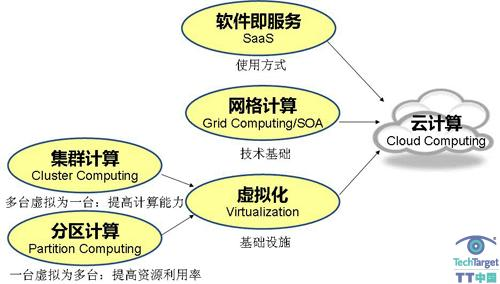 软件即服务
SaaS
使用方式
网格计算
Grid Computing/SOA
技术基础
云计算
Cloud Computing
集群计算
Cluster Computing
多台虚拟为一台：提高计算能力
虚拟化
Virtualization
基础设施
分区计算
Partition Computing
一台虚拟为多台：提高资源利用率
TechTarget
TT中国